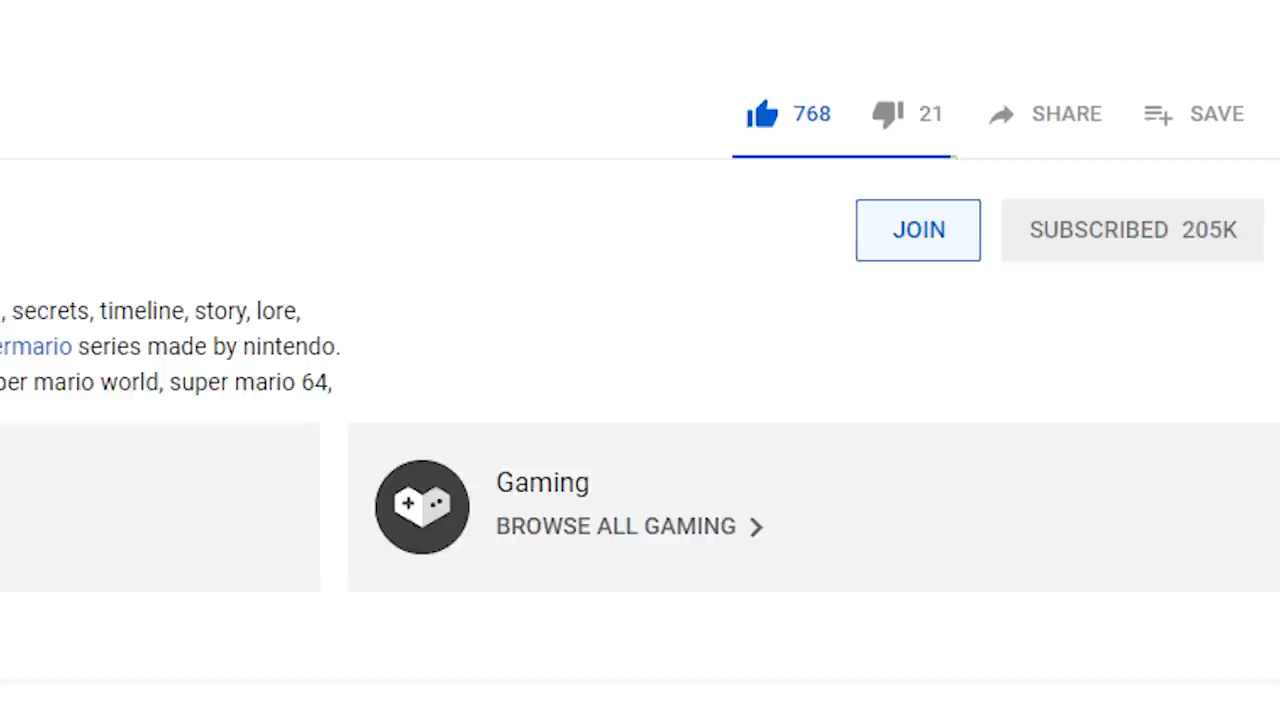 768 21 SHARE SAVE
JOIN SUBSCRIBED 205K
, secrets, timeline, story, lore,
ermario series made by nintendo.
per mario world, super mario 64,
Gaming
BROWSE ALL GAMING